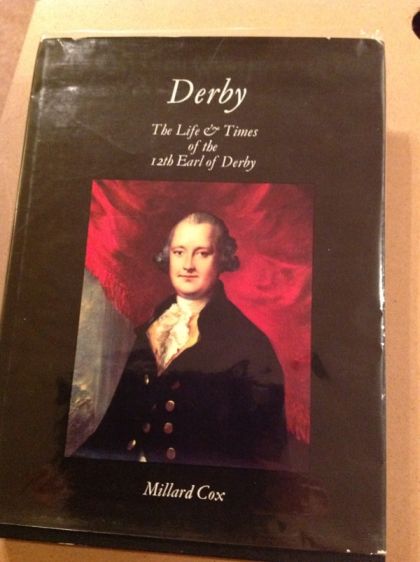 Derby
The Life & Times
of the
12th Earl of Derby
Millard Cox